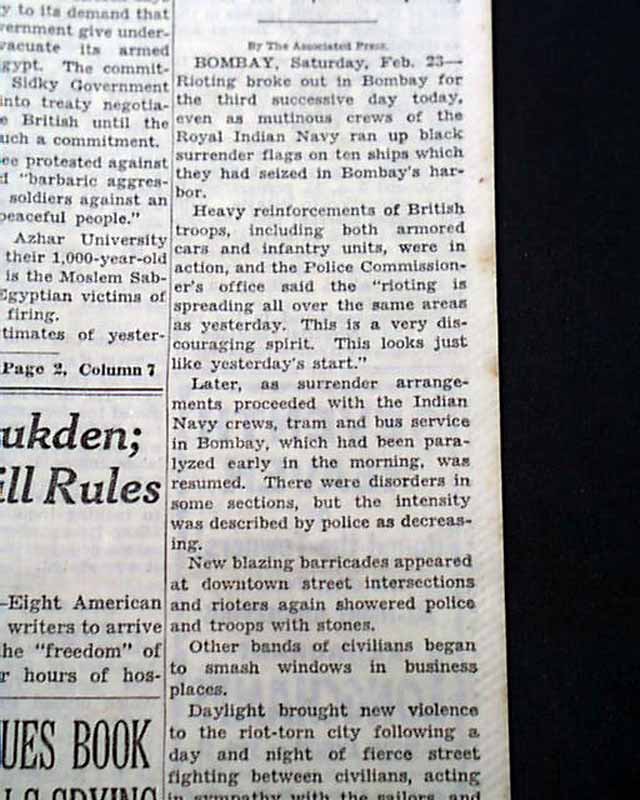 y to its demand that
vernment give under-
vacuate its armed
gypt. The commit-
Sidky Government
into treaty negotia-
e British until the
uch a commitment.
ee protested against
d "barbaric aggres-
soldiers against an
peaceful people."
Azhar University
their 1,000-year-old
is the Moslem Sab-
Egyptian victims of
firing.
timates of yester-
Page 2, Column 7
ukden;
ill Rules
—Eight American
writers to arrive
he "freedom" of
r hours of hos-
UES BOOK
By The Associated Press.
BOMBAY, Saturday, Feb. 23—
Rioting broke out in Bombay for
the third successive day today,
even as mutinous crews of the
Royal Indian Navy ran up black
surrender flags on ten ships which
they had seized in Bombay's har-
bor.
Heavy reinforcements of British
troops, including both armored
cars and infantry units, were in
action, and the Police Commission-
er's office said the "rioting is
spreading all over the same areas
as yesterday. This is a very dis-
couraging spirit. This looks just
like yesterday's start."
Later, as surrender arrange-
ments proceeded with the Indian
Navy crews, tram and bus service
in Bombay, which had been para-
lyzed early in the morning, was
resumed. There were disorders in
some sections, but the intensity
was described by police as decreas-
ing.
New blazing barricades appeared
at downtown street intersections
and rioters again showered police
and troops with stones.
Other bands of civilians began
to smash windows in business
places.
Daylight brought new violence
to the riot-torn city following a
day and night of fierce street
fighting between civilians, acting
in sympathy with the sailors, and